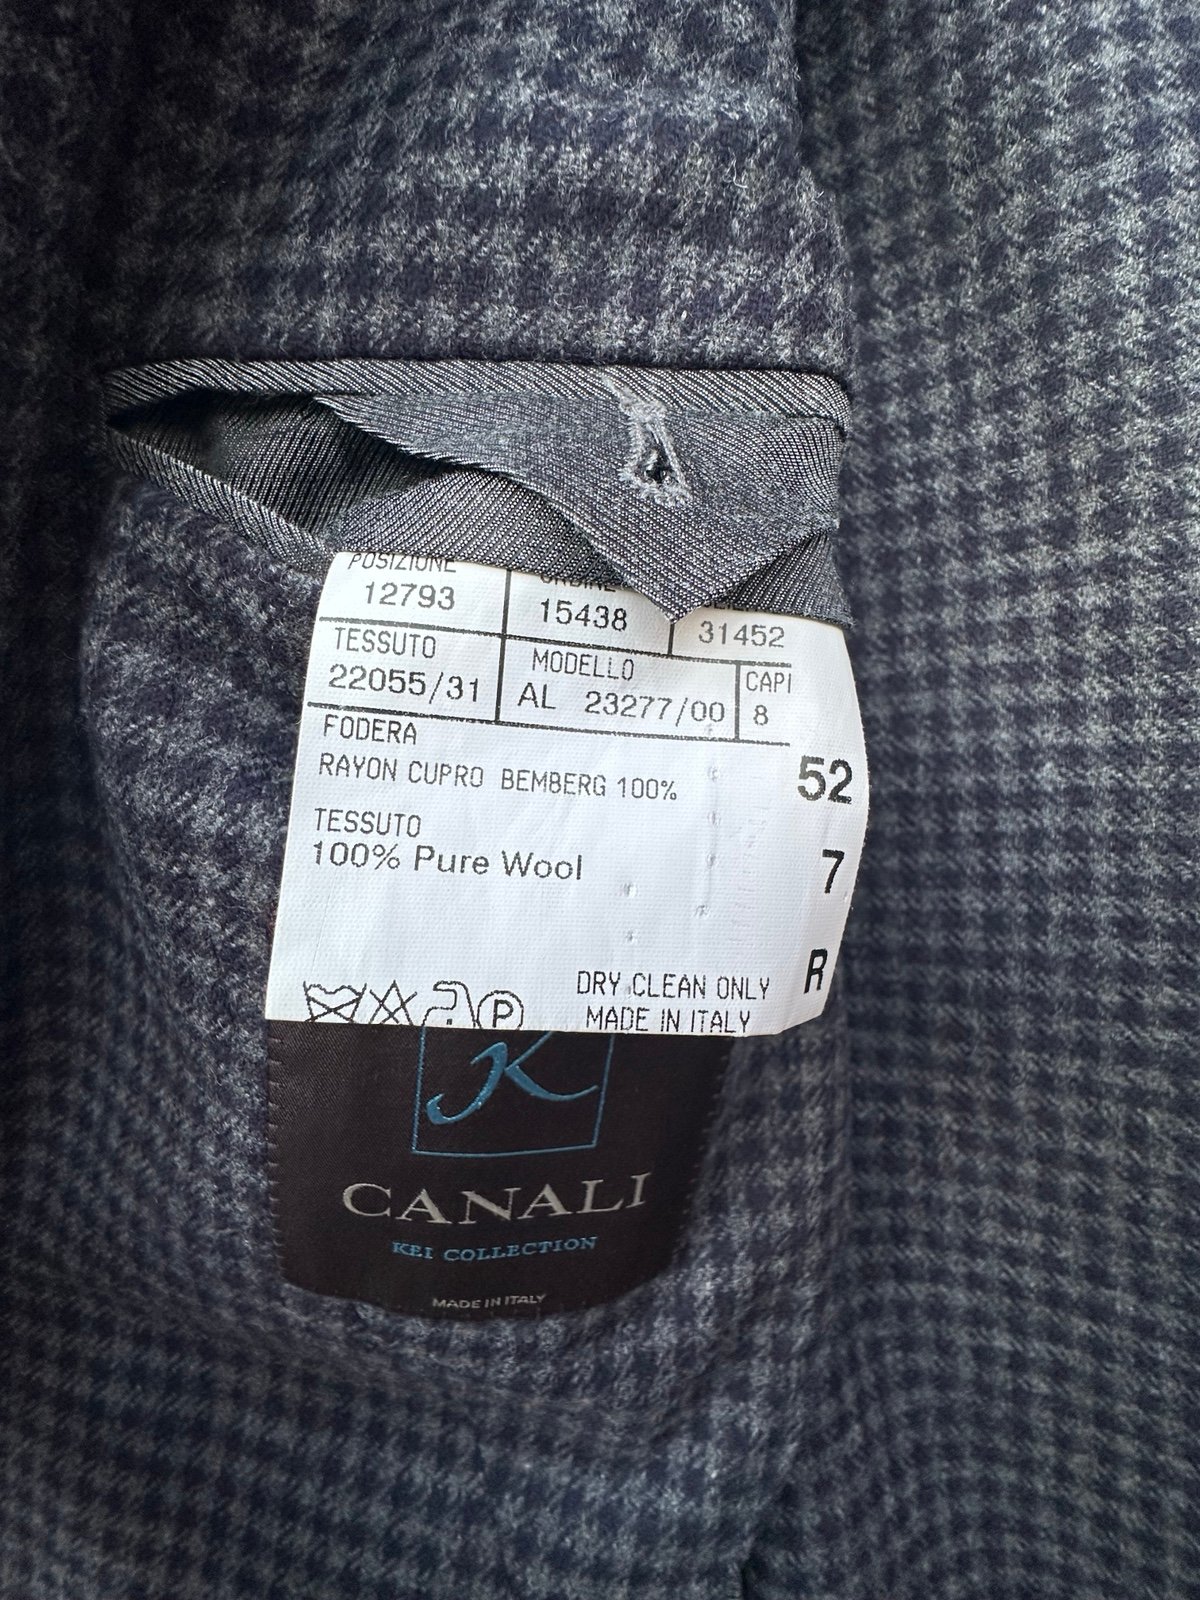 POSIZIONE
12793
ORDINE
15438
31452
TESSUTO
22055/31
MODELLO
AL 23277/00
CAPI
8
FODERA
RAYON CUPRO BEMBERG 100%
TESSUTO
100% Pure Wool
52
7
R
DRY CLEAN ONLY
MADE IN ITALY
P
K
CANALI
KEI COLLECTION
MADE IN ITALY